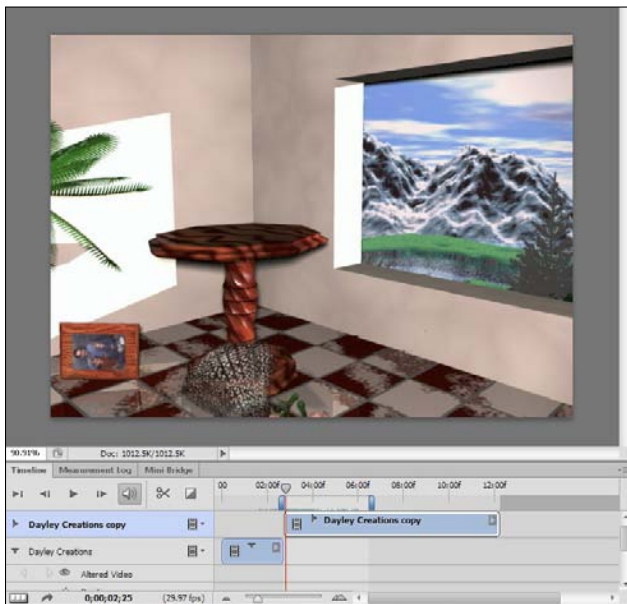 90.91%
Doc: 1012.5K/1012.5K
Timeline
Measurement Log
Mini Bridge
00
02:00f
04:00f
06:00f
08:00f
10:00f
12:00f
Dayley Creations copy
Dayley Creations copy
Dayley Creations
Altered Video
0;00;02;25
(29.97 fps)